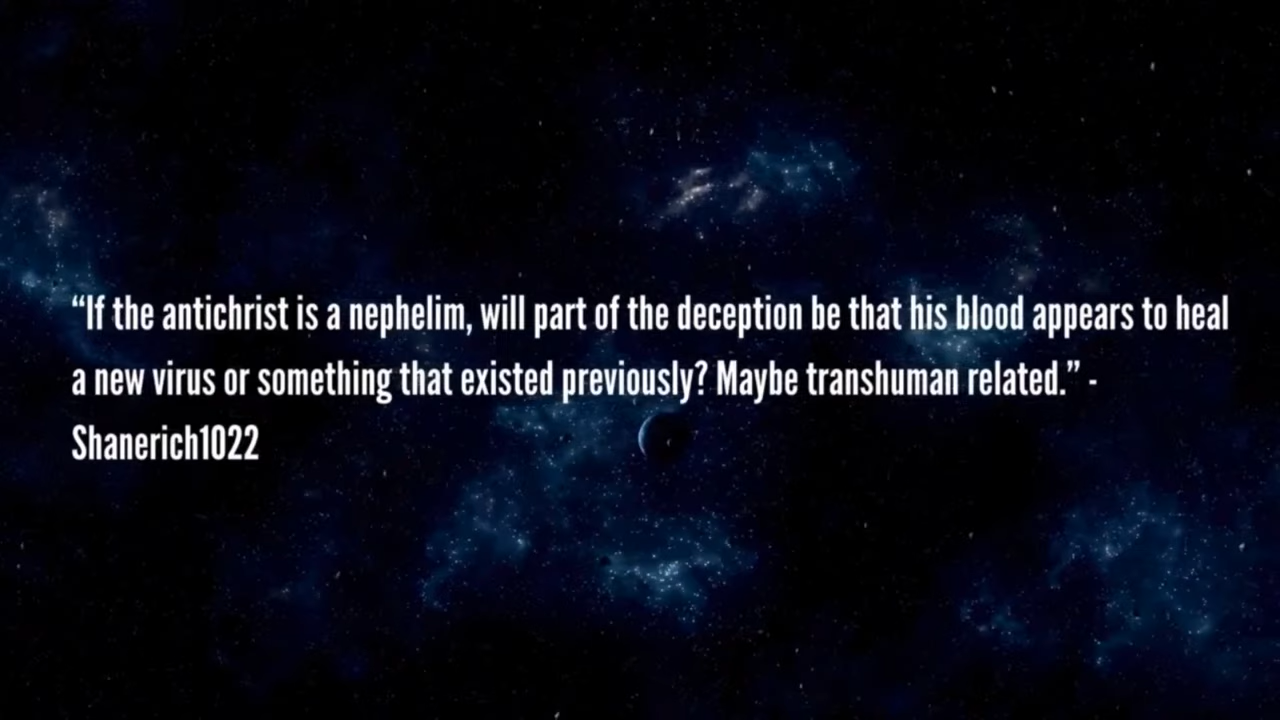 “If the antichrist is a nephelim, will part of the deception be that his blood appears to heal
a new virus or something that existed previously? Maybe transhuman related.” -
Shanerich1022